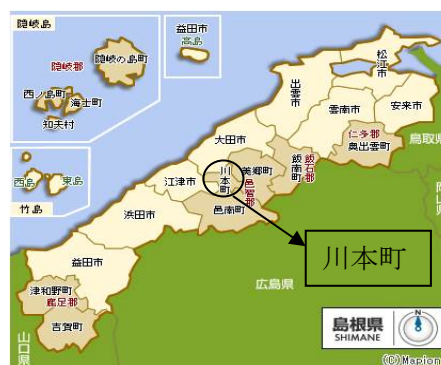 隠岐島
隠岐郡
隠岐の島町
西ノ島町
海士町
知夫村
益田市
高島
西島
東島
竹島
松江市
出雲市
安来市
雲南市
仁多郡
奥出雲町
鳥取県
大田市
飯南町
飯石郡
川本町
美郷町
邑智郡
江津市
邑南町
浜田市
川本町
岡山県
益田市
広島県
津和野町
鹿足郡
吉賀町
山口県
島根県
SHIMANE
(C)Mapion